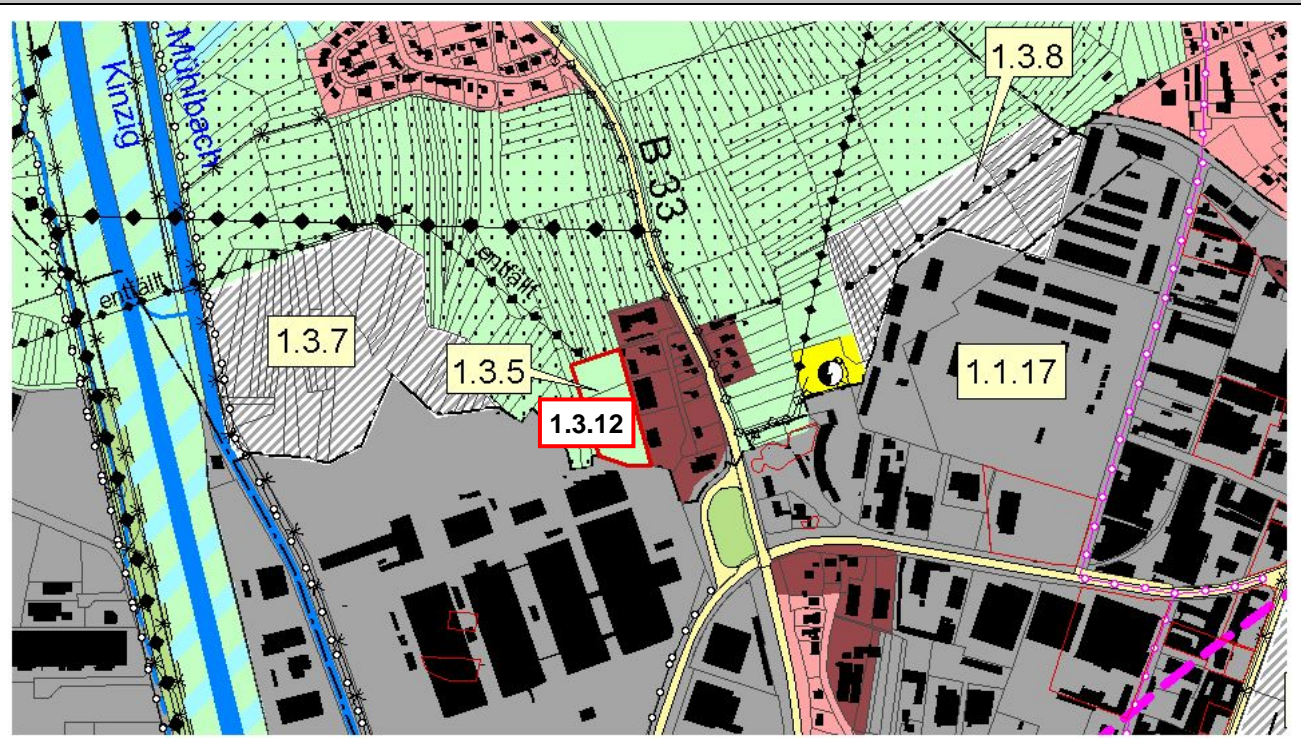 1.3.8
Mühlbach
Kinzig
B 33
entfällt
entfällt
1.3.7
1.3.5
1.1.17
1.3.12